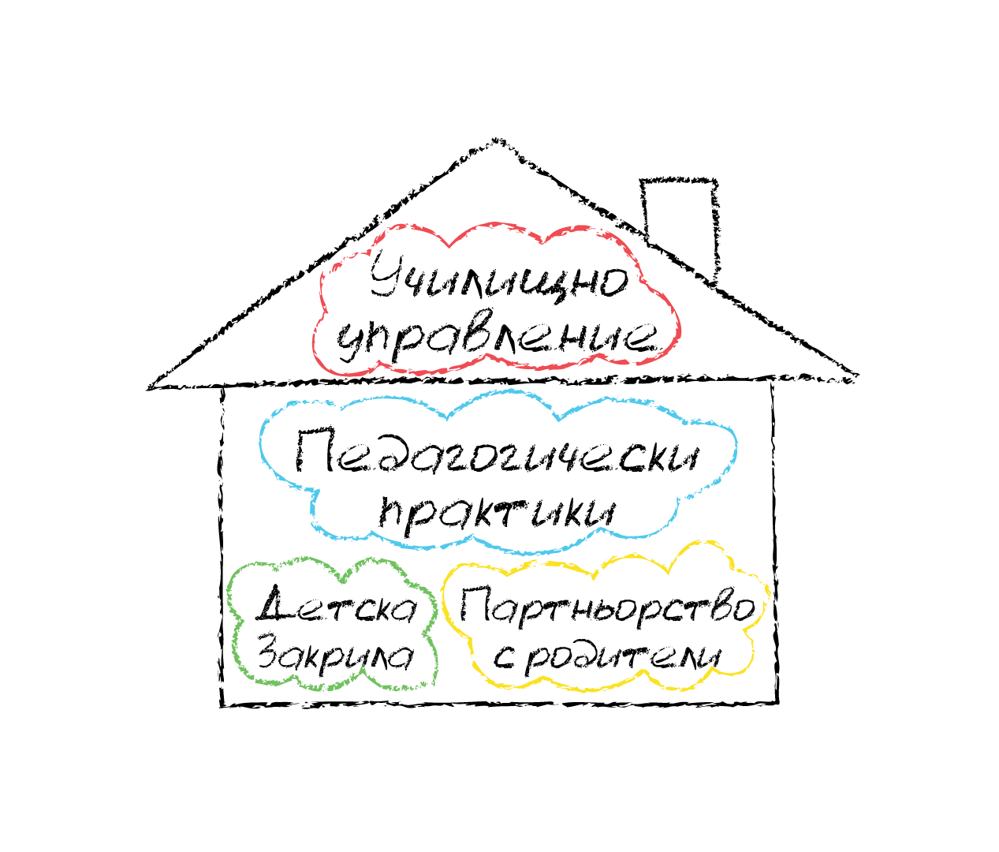 Училищно
управление
Педагогически
практики
Детска
Закрила
Партньорство
с родители